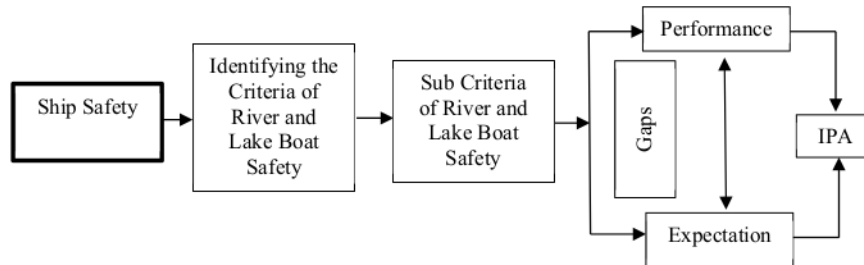 Ship Safety
Identifying the
Criteria of
River and
Lake Boat
Safety
Sub Criteria
of River and
Lake Boat
Safety
Performance
Gaps
IPA
Expectation